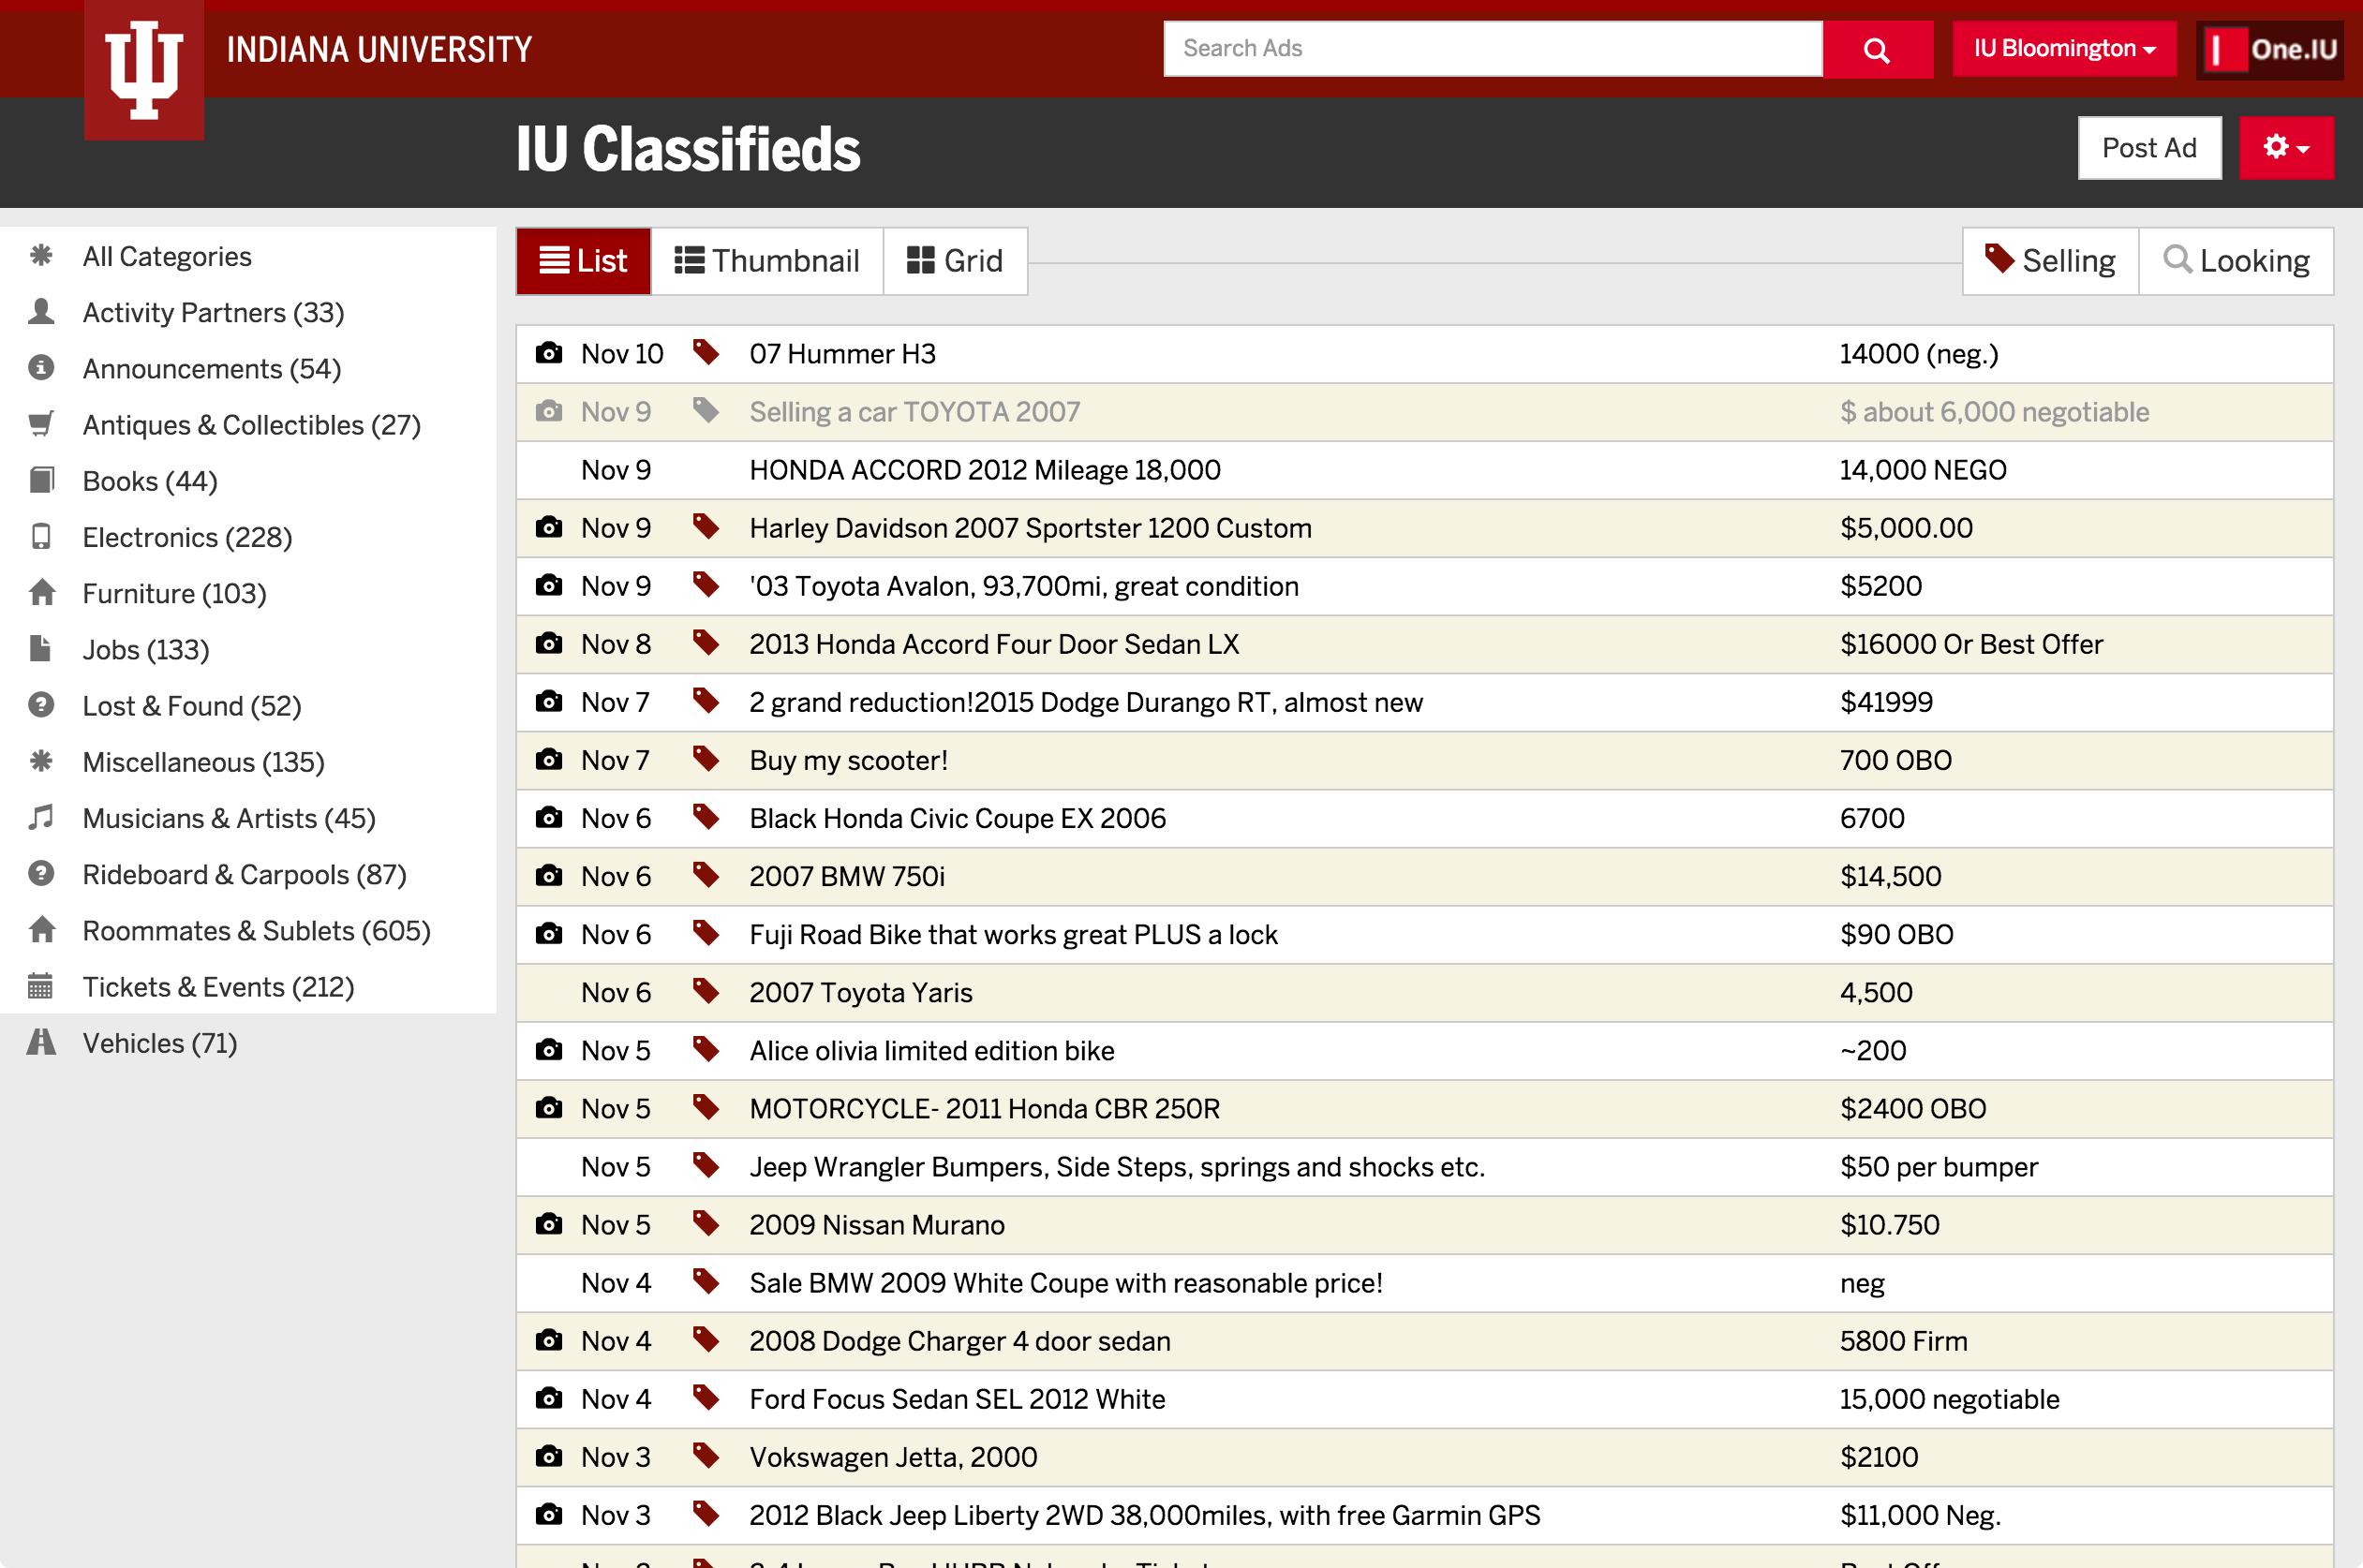 INDIANA UNIVERSITY
Search Ads
IU Bloomington
One.IU
IU Classifieds
Post Ad
All Categories
Activity Partners (33)
Announcements (54)
Antiques & Collectibles (27)
Books (44)
Electronics (228)
Furniture (103)
Jobs (133)
Lost & Found (52)
Miscellaneous (135)
Musicians & Artists (45)
Rideboard & Carpools (87)
Roommates & Sublets (605)
Tickets & Events (212)
Vehicles (71)
List Thumbnail Grid Selling Looking
Nov 10 07 Hummer H3 14000 (neg.)
Nov 9 Selling a car TOYOTA 2007 $ about 6,000 negotiable
Nov 9 HONDA ACCORD 2012 Mileage 18,000 14,000 NEGO
Nov 9 Harley Davidson 2007 Sportster 1200 Custom $5,000.00
Nov 9 '03 Toyota Avalon, 93,700mi, great condition $5200
Nov 8 2013 Honda Accord Four Door Sedan LX $16000 Or Best Offer
Nov 7 2 grand reduction!2015 Dodge Durango RT, almost new $41999
Nov 7 Buy my scooter! 700 OBO
Nov 6 Black Honda Civic Coupe EX 2006 6700
Nov 6 2007 BMW 750i $14,500
Nov 6 Fuji Road Bike that works great PLUS a lock $90 OBO
Nov 6 2007 Toyota Yaris 4,500
Nov 5 Alice olivia limited edition bike ~200
Nov 5 MOTORCYCLE- 2011 Honda CBR 250R $2400 OBO
Nov 5 Jeep Wrangler Bumpers, Side Steps, springs and shocks etc. $50 per bumper
Nov 5 2009 Nissan Murano $10.750
Nov 4 Sale BMW 2009 White Coupe with reasonable price! neg
Nov 4 2008 Dodge Charger 4 door sedan 5800 Firm
Nov 4 Ford Focus Sedan SEL 2012 White 15,000 negotiable
Nov 3 Vokswagen Jetta, 2000 $2100
Nov 3 2012 Black Jeep Liberty 2WD 38,000miles, with free Garmin GPS $11,000 Neg.